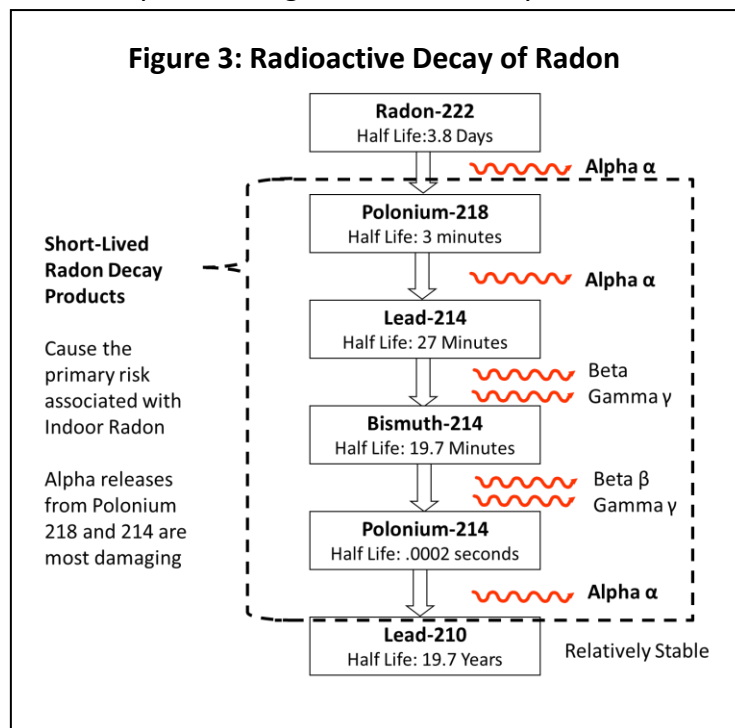 Figure 3: Radioactive Decay of Radon
Radon-222
Half Life:3.8 Days
Alpha α
Polonium-218
Half Life: 3 minutes
Short-Lived
Radon Decay
Products
Alpha α
Lead-214
Half Life: 27 Minutes
Cause the
primary risk
associated with
Indoor Radon
Beta
Gamma γ
Bismuth-214
Half Life: 19.7 Minutes
Alpha releases
from Polonium
218 and 214 are
most damaging
Beta β
Gamma γ
Polonium-214
Half Life: .0002 seconds
Alpha α
Lead-210
Half Life: 19.7 Years
Relatively Stable